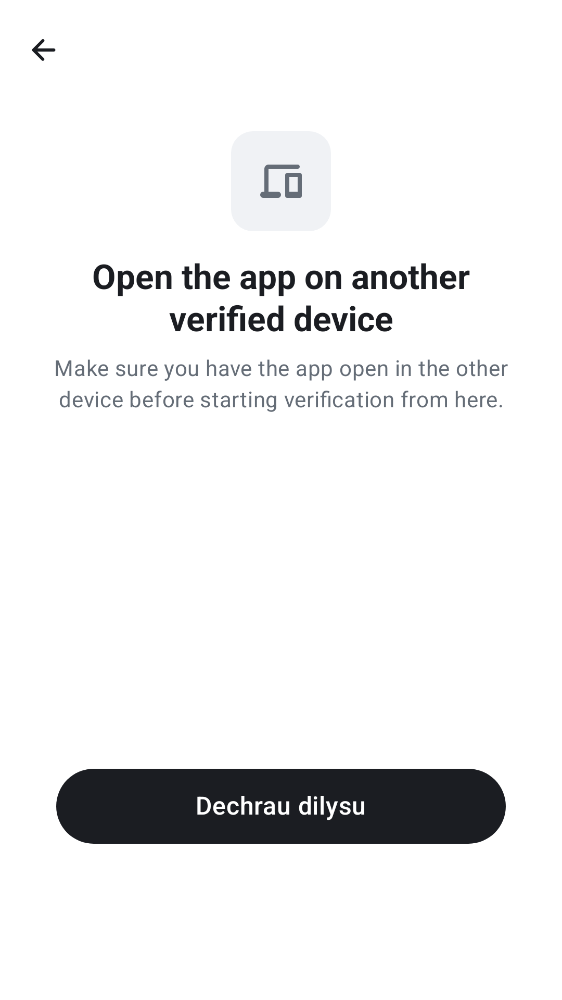 Open the app on another
verified device
Make sure you have the app open in the other
device before starting verification from here.
Dechrau dilysu